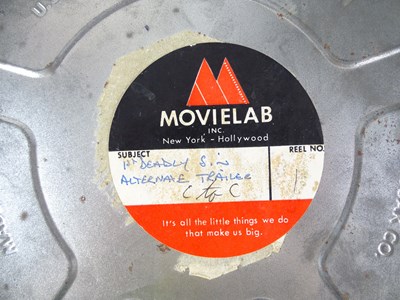 MOVIELAB
INC.
New York - Hollywood
SUBJECT
REEL NO.
1st DEADLY Sin
1
ALTERNATE TRAILER
It's all the little things we do
that make us big.